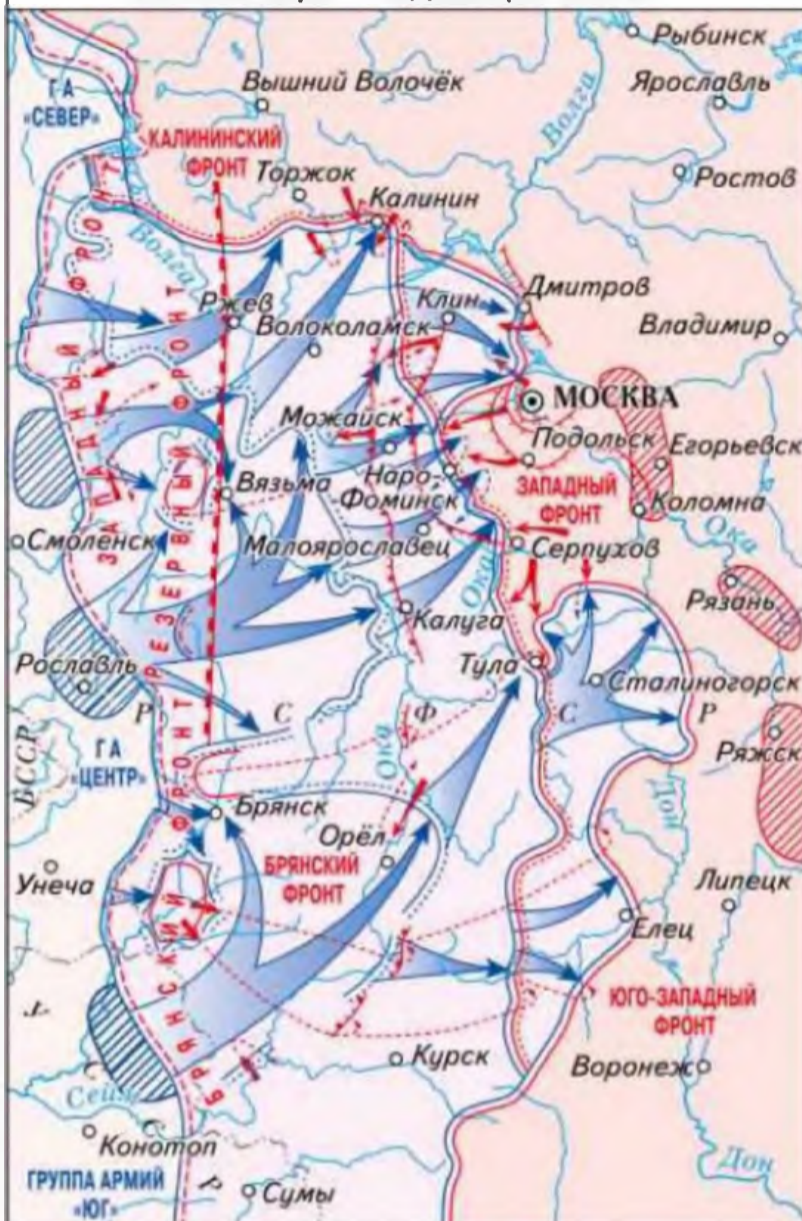 Рыбинск
Вышний Волочёк
Волга
Ярославль
ГА
«СЕВЕР»
КАЛИНИНСКИЙ
ФРОНТ
Торжок
Калинин
Ростов
Волга
Ржев
Волоколамск
Клин
Дмитров
Владимир
ЗАПАДНЫЙ ФРОНТ
РЕЗЕРВНЫЙ ФРОНТ
МОСКВА
Можайск
Подольск
Егорьевск
Вязьма
Наро-
Фоминск
ЗАПАДНЫЙ
ФРОНТ
Коломна
Ока
Смоленск
Малоярославец
Серпухов
Ока
Рязань
Калуга
Рославль
Тула
Сталиногорск
Р С Ф С Р
Ряжск
БССР
ГА
«ЦЕНТР»
ФРОНТ
Ока
Дон
Брянск
Орёл
БРЯНСКИЙ
ФРОНТ
Унеча
Липецк
Елец
БРЯНСКИЙ
ЮГО-ЗАПАДНЫЙ
ФРОНТ
Курск
Воронеж
Сейм
Конотоп
Дон
ГРУППА АРМИЙ
«ЮГ»
Сумы